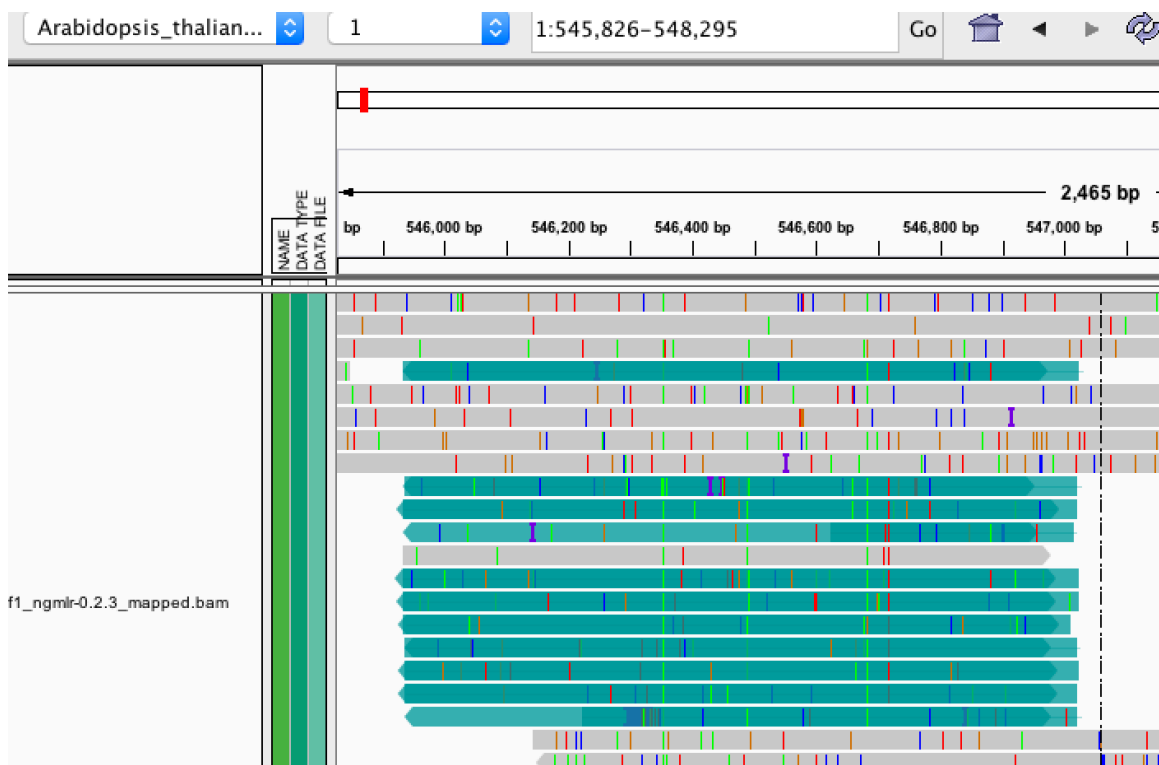 Arabidopsis_thalian... 1 1:545,826-548,295 Go
2,465 bp
NAME
DATA TYPE
DATA FILE
bp 546,000 bp 546,200 bp 546,400 bp 546,600 bp 546,800 bp 547,000 bp 5
f1_ngmlr-0.2.3_mapped.bam